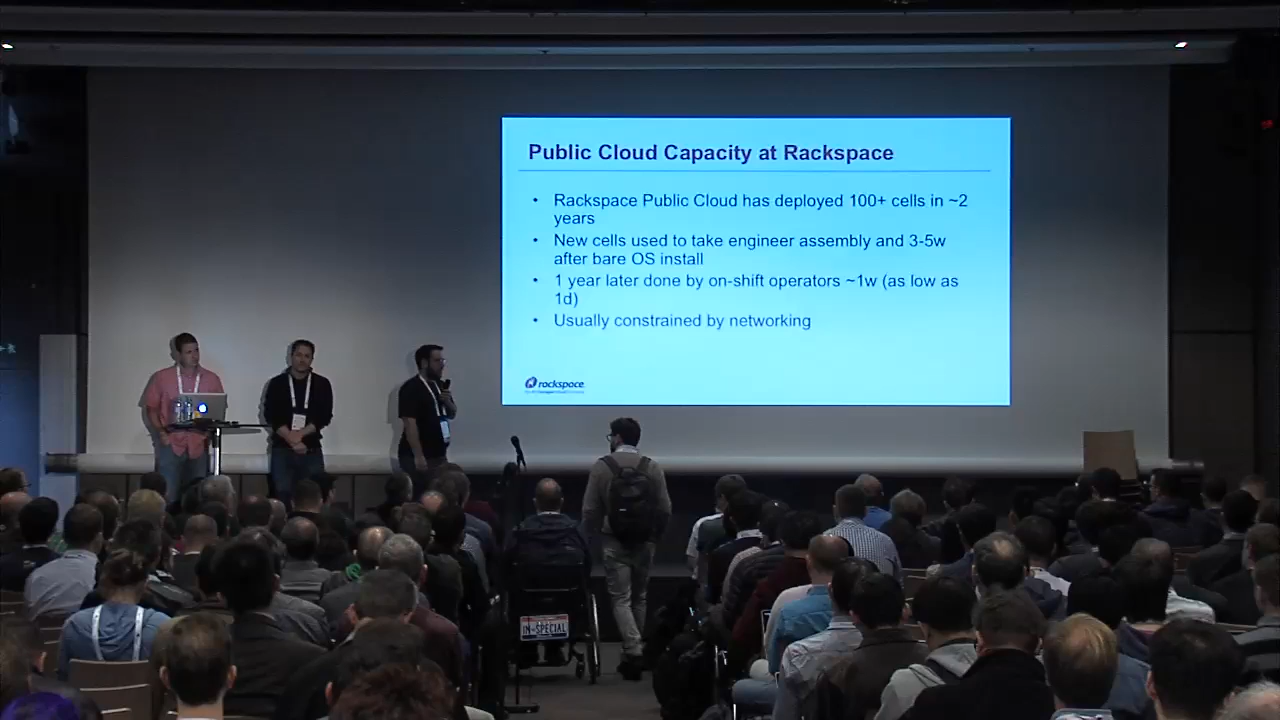 Public Cloud Capacity at Rackspace
• Rackspace Public Cloud has deployed 100+ cells in ~2
years
• New cells used to take engineer assembly and 3-5w
after bare OS install
• 1 year later done by on-shift operators ~1w (as low as
1d)
• Usually constrained by networking
rackspace
IN-SPECIAL